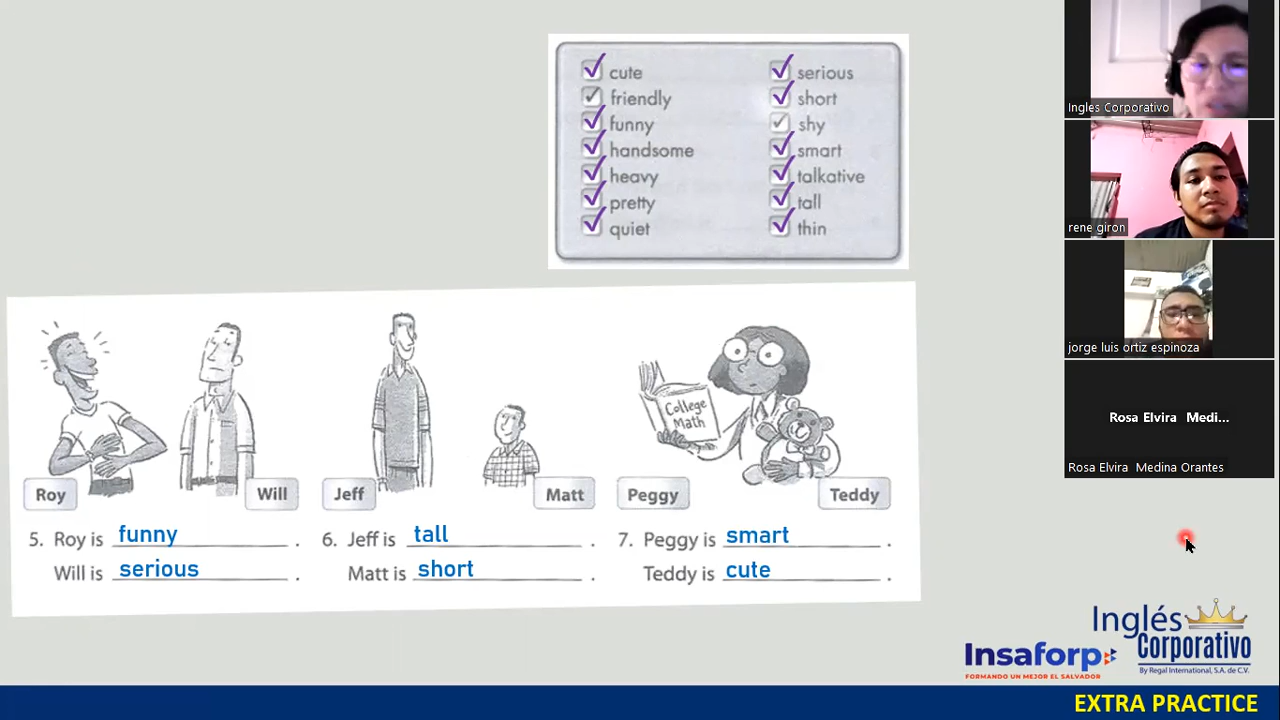 cute
friendly
funny
handsome
heavy
pretty
quiet
serious
short
shy
smart
talkative
tall
thin
College
Math
Roy
Will
Jeff
Matt
Peggy
Teddy
5. Roy is funny.
Will is serious.
6. Jeff is tall.
Matt is short.
7. Peggy is smart.
Teddy is cute.
Ingles Corporativo
rene giron
jorge luis ortiz espinoza
Rosa Elvira Medi...
Rosa Elvira Medina Orantes
Insaforp
FORMANDO UN MEJOR EL SALVADOR
Inglés
Corporativo
By Regal International, S.A. de C.V.
EXTRA PRACTICE